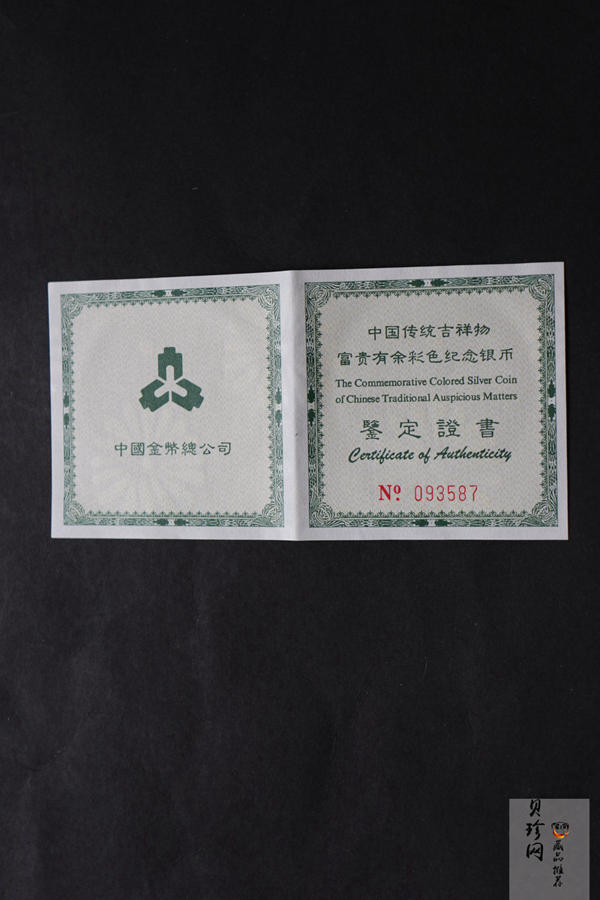 中國金幣總公司
中国传统吉祥物
富贵有余彩色纪念银币
The Commemorative Colored Silver Coin
of Chinese Traditional Auspicious Matters
鑒定證書
Certificate of Authenticity
Nº 093587
贝珍网
藏品推荐